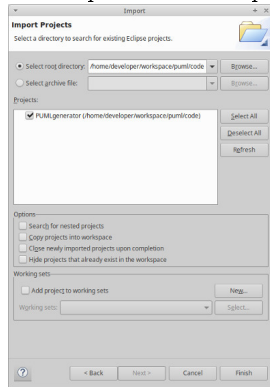 Import
Import Projects
Select a directory to search for existing Eclipse projects.
Select root directory: /home/developer/workspace/puml/code Browse...
Select archive file: Browse...
Projects:
PUMLgenerator (/home/developer/workspace/puml/code) Select All
Deselect All
Refresh
Options
Search for nested projects
Copy projects into workspace
Close newly imported projects upon completion
Hide projects that already exist in the workspace
Working sets
Add project to working sets New...
Working sets: Select...
? < Back Next > Cancel Finish